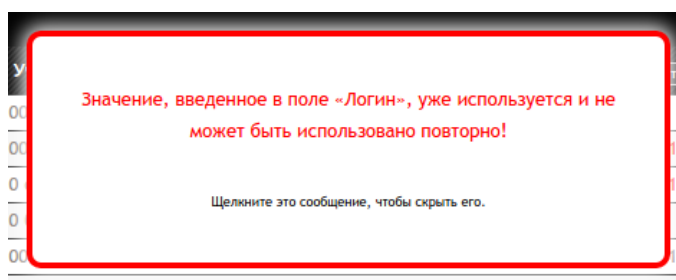 Значение, введенное в поле «Логин», уже используется и не
может быть использовано повторно!
Щелкните это сообщение, чтобы скрыть его.